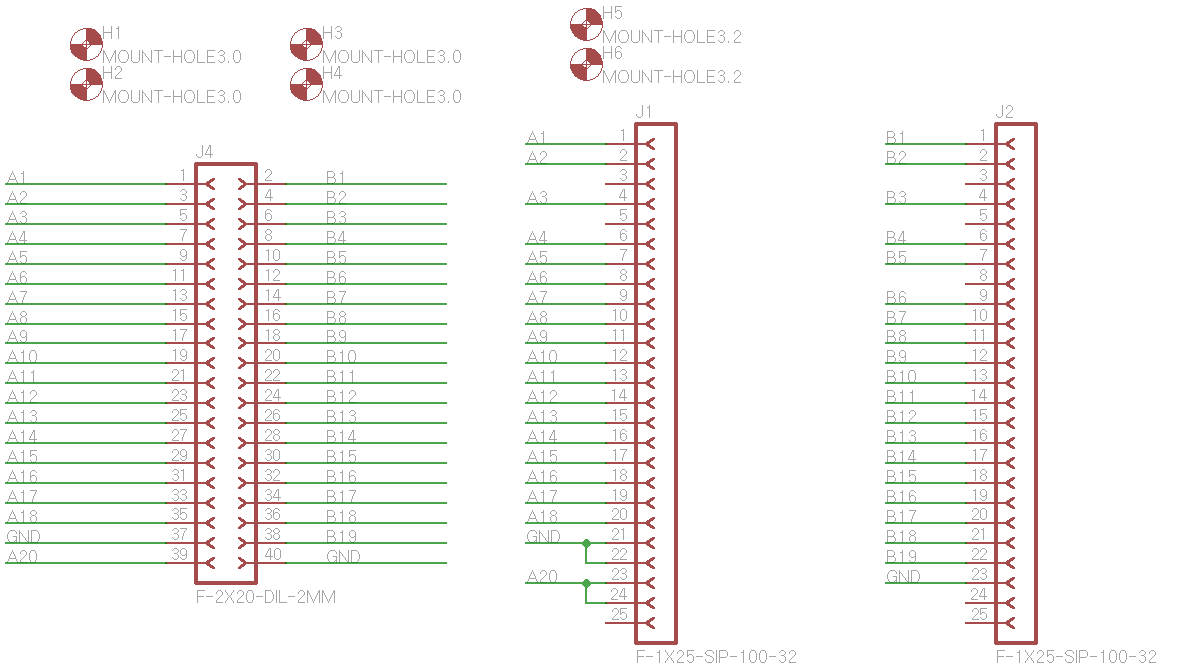 H1
MOUNT-HOLE3.0
H2
MOUNT-HOLE3.0
H3
MOUNT-HOLE3.0
H4
MOUNT-HOLE3.0
H5
MOUNT-HOLE3.2
H6
MOUNT-HOLE3.2
J4
A1 1 2 B1
A2 3 4 B2
A3 5 6 B3
A4 7 8 B4
A5 9 10 B5
A6 11 12 B6
A7 13 14 B7
A8 15 16 B8
A9 17 18 B9
A10 19 20 B10
A11 21 22 B11
A12 23 24 B12
A13 25 26 B13
A14 27 28 B14
A15 29 30 B15
A16 31 32 B16
A17 33 34 B17
A18 35 36 B18
GND 37 38 B19
A20 39 40 GND
F-2X20-DIL-2MM
J1
A1 1
A2 2
3
A3 4
5
A4 6
A5 7
A6 8
A7 9
A8 10
A9 11
A10 12
A11 13
A12 14
A13 15
A14 16
A15 17
A16 18
A17 19
A18 20
GND 21
22
A20 23
24
25
F-1X25-SIP-100-32
J2
B1 1
B2 2
3
B3 4
5
B4 6
B5 7
8
B6 9
B7 10
B8 11
B9 12
B10 13
B11 14
B12 15
B13 16
B14 17
B15 18
B16 19
B17 20
B18 21
B19 22
GND 23
24
25
F-1X25-SIP-100-32